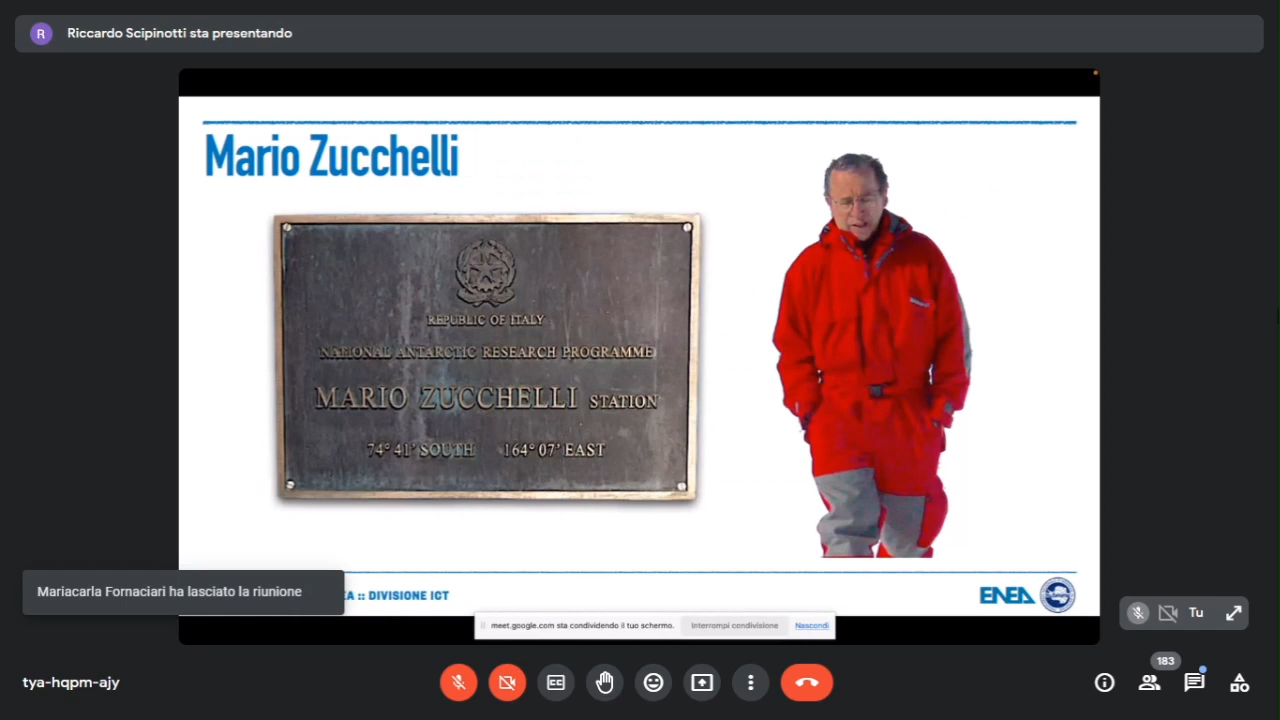 R Riccardo Scipinotti sta presentando
Mario Zucchelli
REPUBLIC OF ITALY
NATIONAL ANTARCTIC RESEARCH PROGRAMME
MARIO ZUCCHELLI STATION
74° 41' SOUTH 164° 07' EAST
Mariacarla Fornaciari ha lasciato la riunione
A :: DIVISIONE ICT
ENEA
meet.google.com sta condividendo il tuo schermo. Interrompi condivisione Nascondi
Tu
183
tya-hqpm-ajy
CC